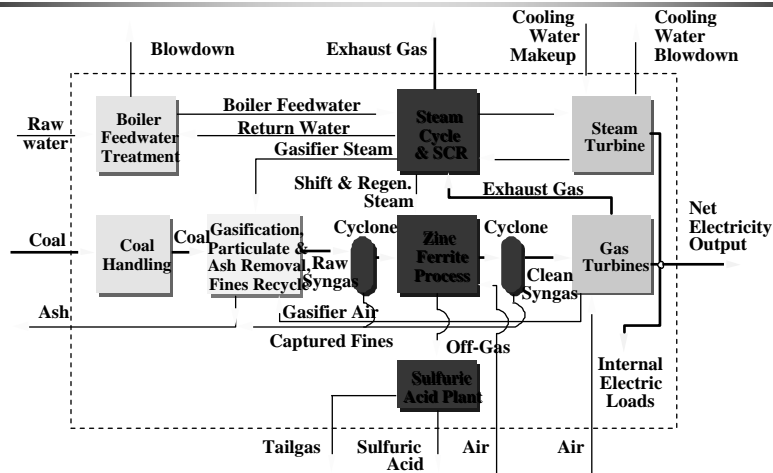 Cooling
Water
Makeup
Cooling
Water
Blowdown
Blowdown
Exhaust Gas
Raw
water
Boiler
Feedwater
Treatment
Boiler Feedwater
Return Water
Gasifier Steam
Steam
Cycle
& SCR
Steam
Turbine
Shift & Regen.
Steam
Exhaust Gas
Net
Electricity
Output
Coal
Coal
Handling
Coal
Gasification,
Particulate &
Ash Removal,
Fines Recycle
Raw
Syngas
Cyclone
Zinc
Ferrite
Process
Cyclone
Clean
Syngas
Gas
Turbines
Ash
Gasifier Air
Captured Fines
Off-Gas
Internal
Electric
Loads
Sulfuric
Acid Plant
Tailgas
Sulfuric
Acid
Air
Air